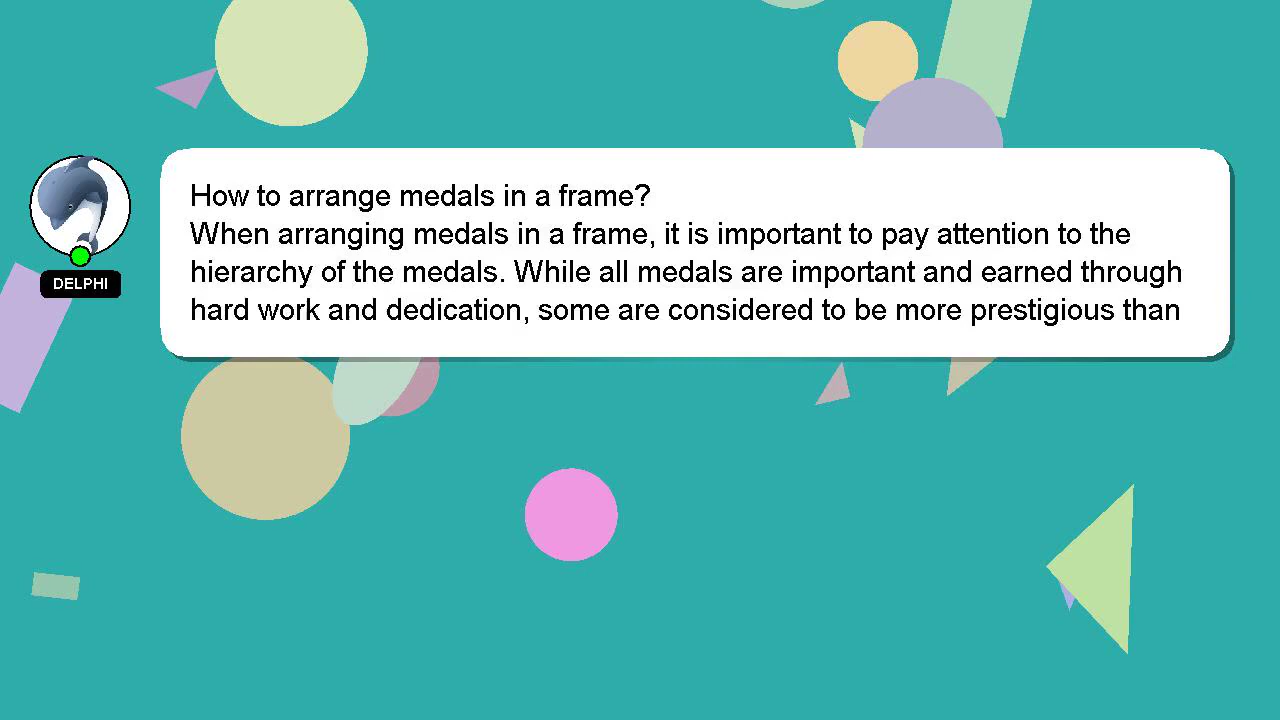 How to arrange medals in a frame?
When arranging medals in a frame, it is important to pay attention to the
hierarchy of the medals. While all medals are important and earned through
hard work and dedication, some are considered to be more prestigious than
DELPHI